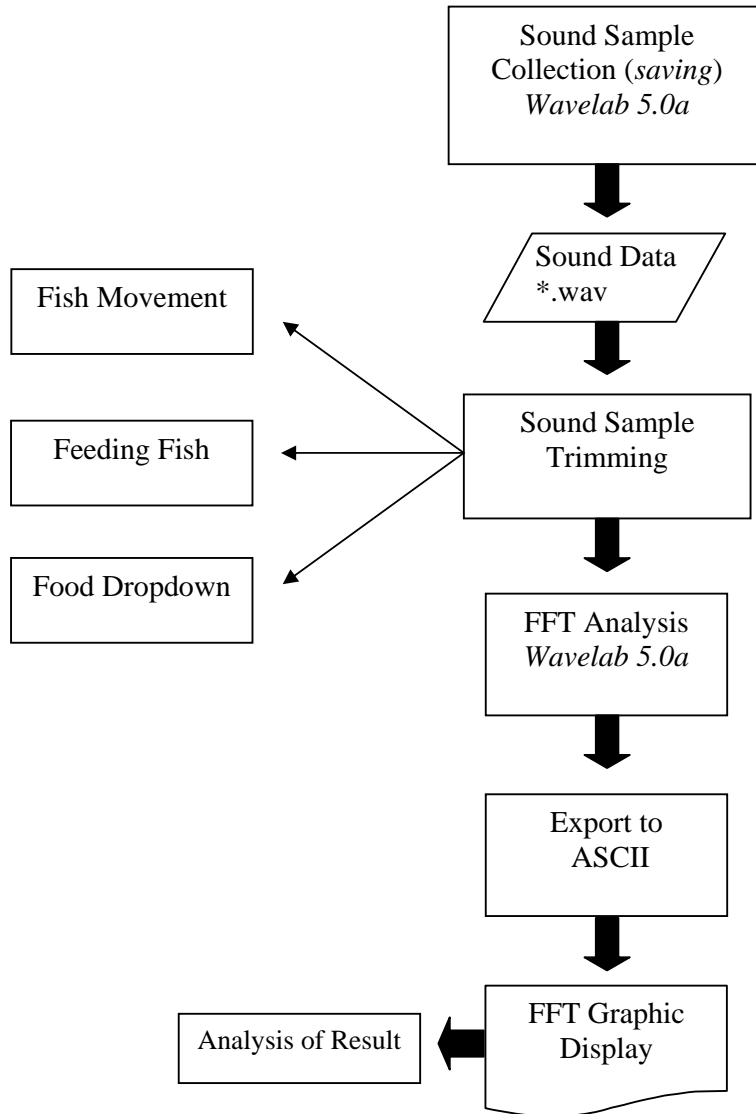 Sound Sample
Collection (saving)
Wavelab 5.0a
Sound Data
*.wav
Fish Movement
Sound Sample
Trimming
Feeding Fish
Food Dropdown
FFT Analysis
Wavelab 5.0a
Export to
ASCII
FFT Graphic
Display
Analysis of Result